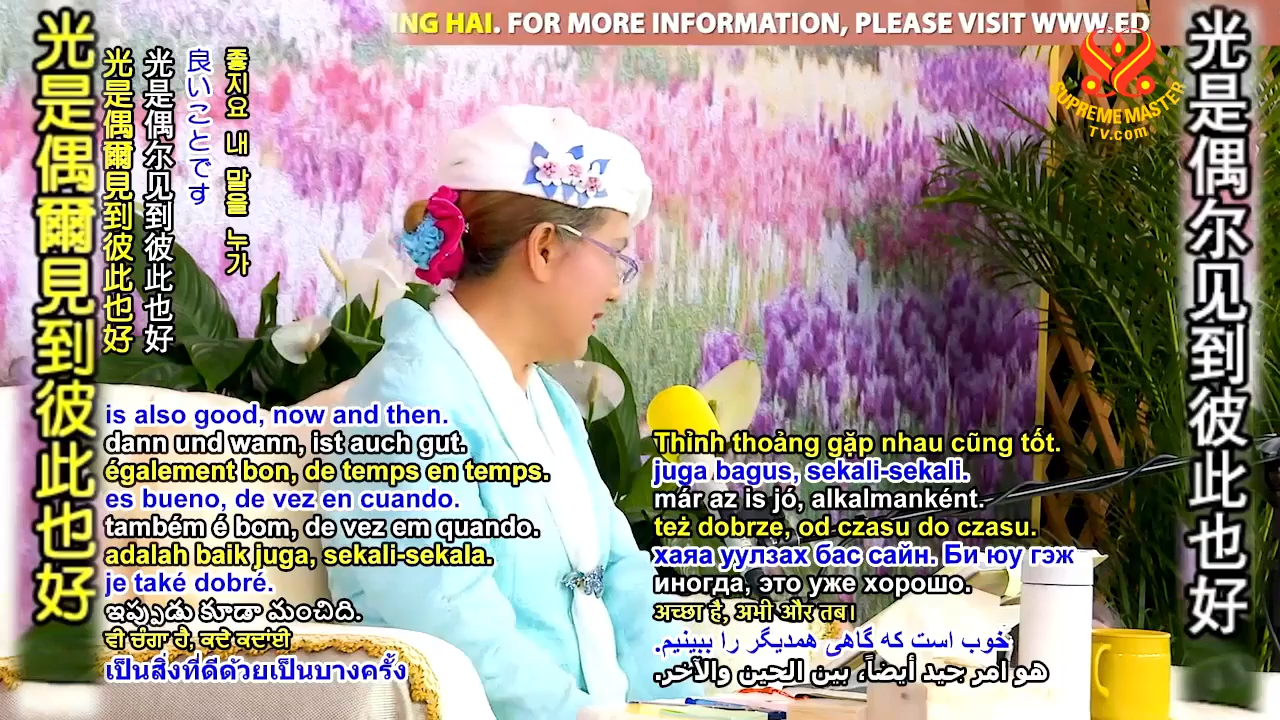 ING HAI. FOR MORE INFORMATION, PLEASE VISIT WWW.ED
SUPREME MASTER
TV.com
光是偶爾見到彼此也好
光是偶爾見到彼此也好
光是偶尔见到彼此也好
良いことです
좋지요 내 말을 누가
光是偶尔见到彼此也好
is also good, now and then.
dann und wann, ist auch gut.
également bon, de temps en temps.
es bueno, de vez en cuando.
também é bom, de vez em quando.
adalah baik juga, sekali-sekala.
je také dobré.
ఇప్పుడు కూడా మంచిది.
ਵੀ ਚੰਗਾ ਹੈ, ਕਦੇ ਕਦਾਂਈ
เป็นสิ่งที่ดีด้วยเป็นบางครั้ง
Thỉnh thoảng gặp nhau cũng tốt.
juga bagus, sekali-sekali.
már az is jó, alkalmanként.
też dobrze, od czasu do czasu.
хаяа уулзах бас сайн. Би юу гэж
иногда, это уже хорошо.
अच्छा है, अभी और तब।
خوب است که گاهی همدیگر را ببینیم.
هو أمر جيد أيضاً، بين الحين والآخر.